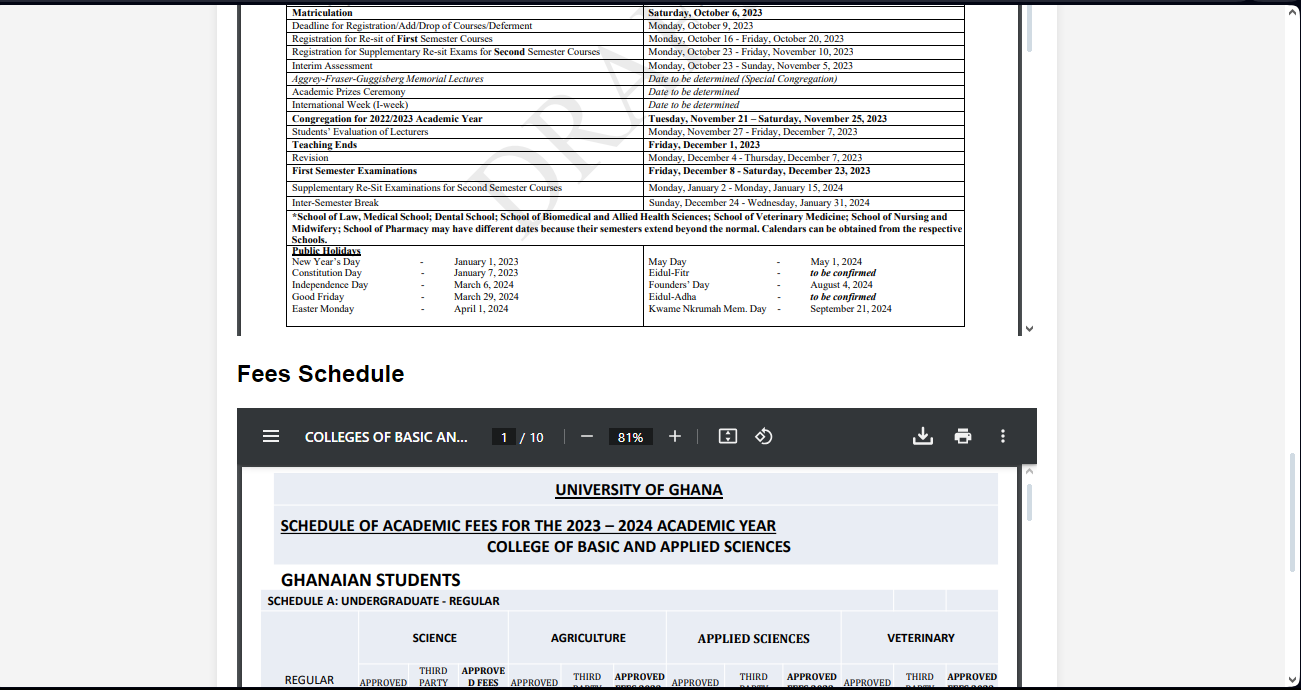 Matriculation Saturday, October 6, 2023
Deadline for Registration/Add/Drop of Courses/Deferment Monday, October 9, 2023
Registration for Re-sit of First Semester Courses Monday, October 16 - Friday, October 20, 2023
Registration for Supplementary Re-sit Exams for Second Semester Courses Monday, October 23 - Friday, November 10, 2023
Interim Assessment Monday, October 23 - Sunday, November 5, 2023
Aggrey-Fraser-Guggisberg Memorial Lectures Date to be determined (Special Congregation)
Academic Prizes Ceremony Date to be determined
International Week (I-week) Date to be determined
Congregation for 2022/2023 Academic Year Tuesday, November 21 – Saturday, November 25, 2023
Students' Evaluation of Lecturers Monday, November 27 - Friday, December 7, 2023
Teaching Ends Friday, December 1, 2023
Revision Monday, December 4 - Thursday, December 7, 2023
First Semester Examinations Friday, December 8 - Saturday, December 23, 2023
Supplementary Re-Sit Examinations for Second Semester Courses Monday, January 2 - Monday, January 15, 2024
Inter-Semester Break Sunday, December 24 - Wednesday, January 31, 2024
*School of Law, Medical School; Dental School; School of Biomedical and Allied Health Sciences; School of Veterinary Medicine; School of Nursing and
Midwifery; School of Pharmacy may have different dates because their semesters extend beyond the normal. Calendars can be obtained from the respective
Schools.
Public Holidays
New Year's Day - January 1, 2023 May Day - May 1, 2024
Constitution Day - January 7, 2023 Eidul-Fitr - to be confirmed
Independence Day - March 6, 2024 Founders' Day - August 4, 2024
Good Friday - March 29, 2024 Eidul-Adha - to be confirmed
Easter Monday - April 1, 2024 Kwame Nkrumah Mem. Day - September 21, 2024
Fees Schedule
COLLEGES OF BASIC AN... 1 / 10 81%
UNIVERSITY OF GHANA
SCHEDULE OF ACADEMIC FEES FOR THE 2023 – 2024 ACADEMIC YEAR
COLLEGE OF BASIC AND APPLIED SCIENCES
GHANAIAN STUDENTS
SCHEDULE A: UNDERGRADUATE - REGULAR
SCIENCE AGRICULTURE APPLIED SCIENCES VETERINARY
REGULAR APPROVED THIRD PARTY APPROVE D FEES APPROVED THIRD APPROVED APPROVED THIRD APPROVED APPROVED THIRD APPROVED